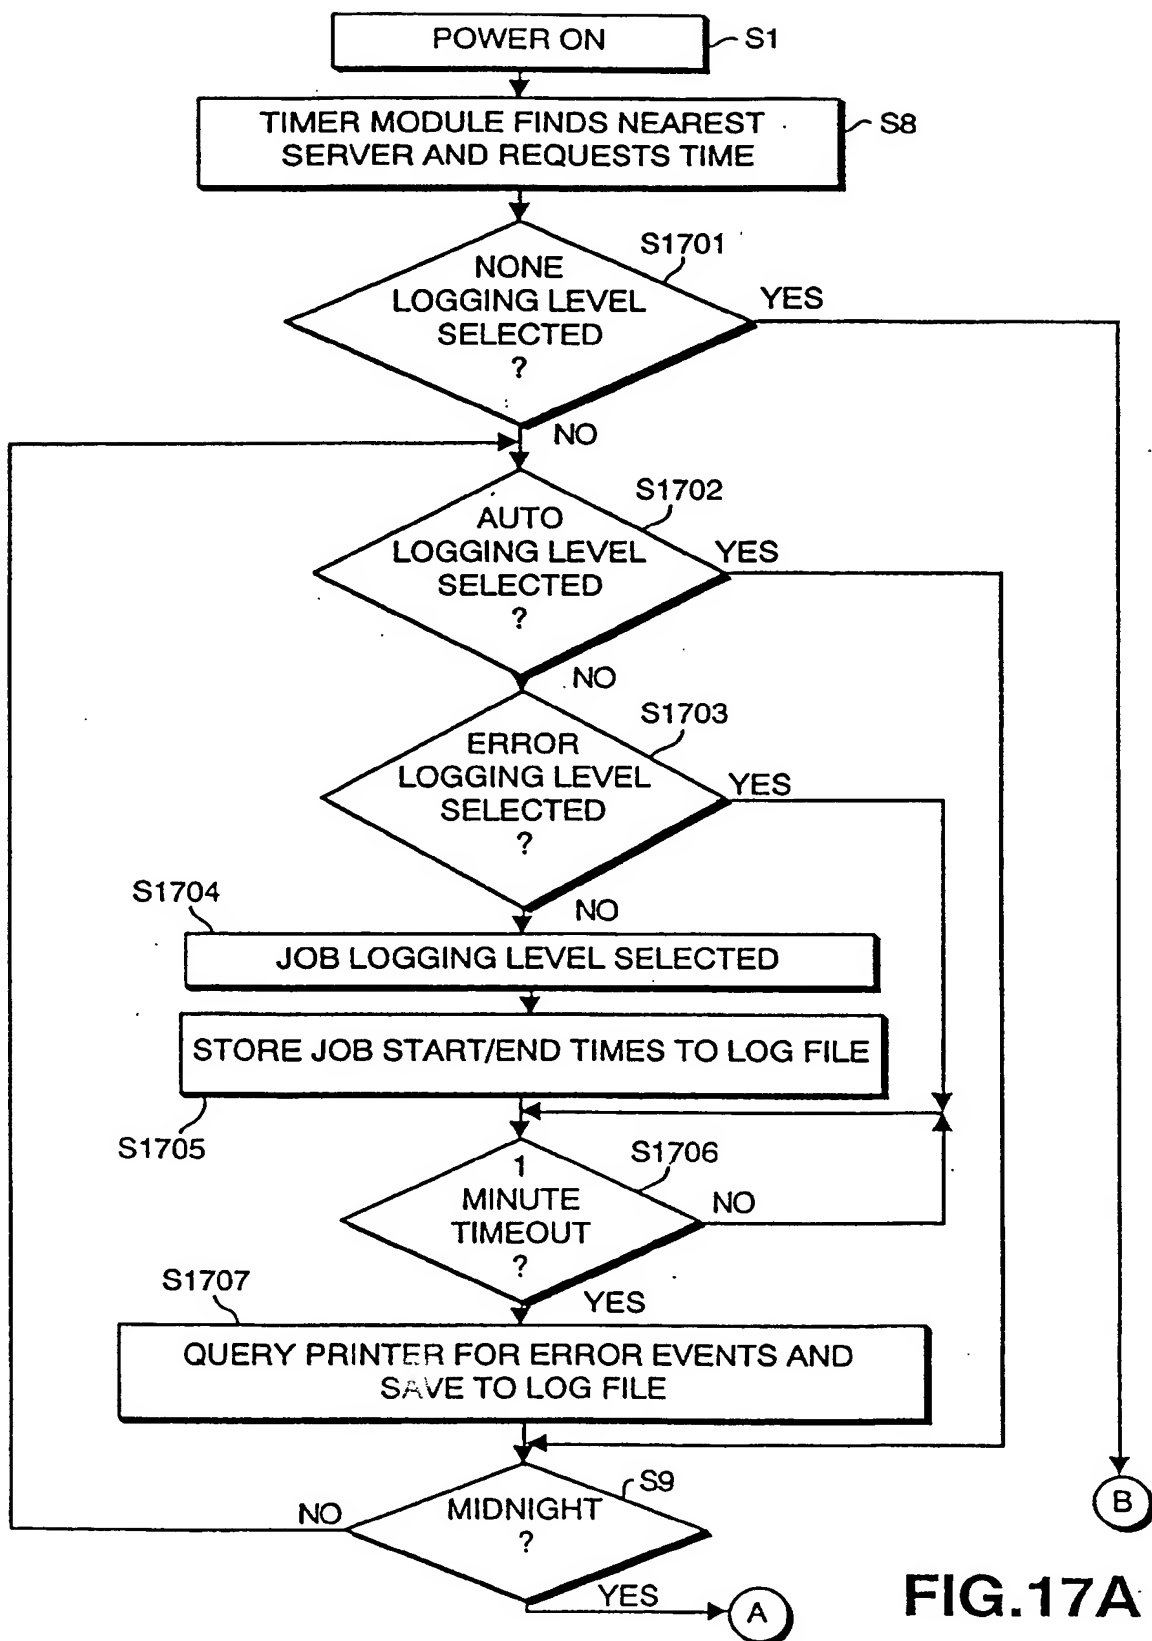 POWER ON
S1
TIMER MODULE FINDS NEAREST
SERVER AND REQUESTS TIME
S8
S1701
NONE
LOGGING LEVEL
SELECTED
?
YES
NO
S1702
AUTO
LOGGING LEVEL
SELECTED
?
YES
NO
S1703
ERROR
LOGGING LEVEL
SELECTED
?
YES
NO
S1704
JOB LOGGING LEVEL SELECTED
STORE JOB START/END TIMES TO LOG FILE
S1705
S1706
1
MINUTE
TIMEOUT
?
NO
YES
S1707
QUERY PRINTER FOR ERROR EVENTS AND
SAVE TO LOG FILE
S9
MIDNIGHT
?
NO
YES
A
B
FIG.17A